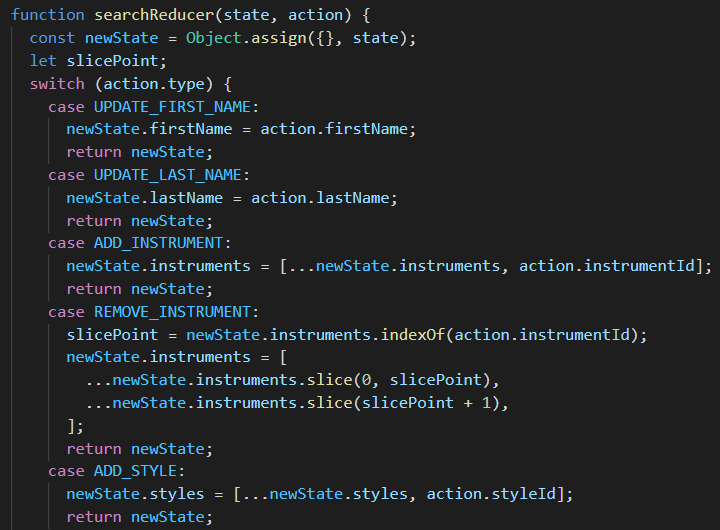 function searchReducer(state, action) {
  const newState = Object.assign({}, state);
  let slicePoint;
  switch (action.type) {
    case UPDATE_FIRST_NAME:
      newState.firstName = action.firstName;
      return newState;
    case UPDATE_LAST_NAME:
      newState.lastName = action.lastName;
      return newState;
    case ADD_INSTRUMENT:
      newState.instruments = [...newState.instruments, action.instrumentId];
      return newState;
    case REMOVE_INSTRUMENT:
      slicePoint = newState.instruments.indexOf(action.instrumentId);
      newState.instruments = [
        ...newState.instruments.slice(0, slicePoint),
        ...newState.instruments.slice(slicePoint + 1),
      ];
      return newState;
    case ADD_STYLE:
      newState.styles = [...newState.styles, action.styleId];
      return newState;